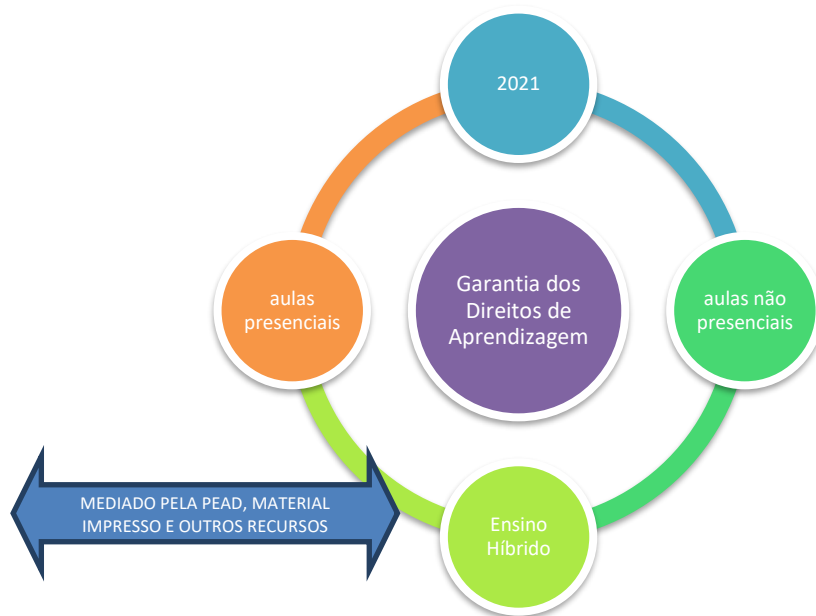 2021
Garantia dos
Direitos de
Aprendizagem
aulas
presenciais
aulas não
presenciais
MEDIADO PELA PEAD, MATERIAL
IMPRESSO E OUTROS RECURSOS
Ensino
Híbrido